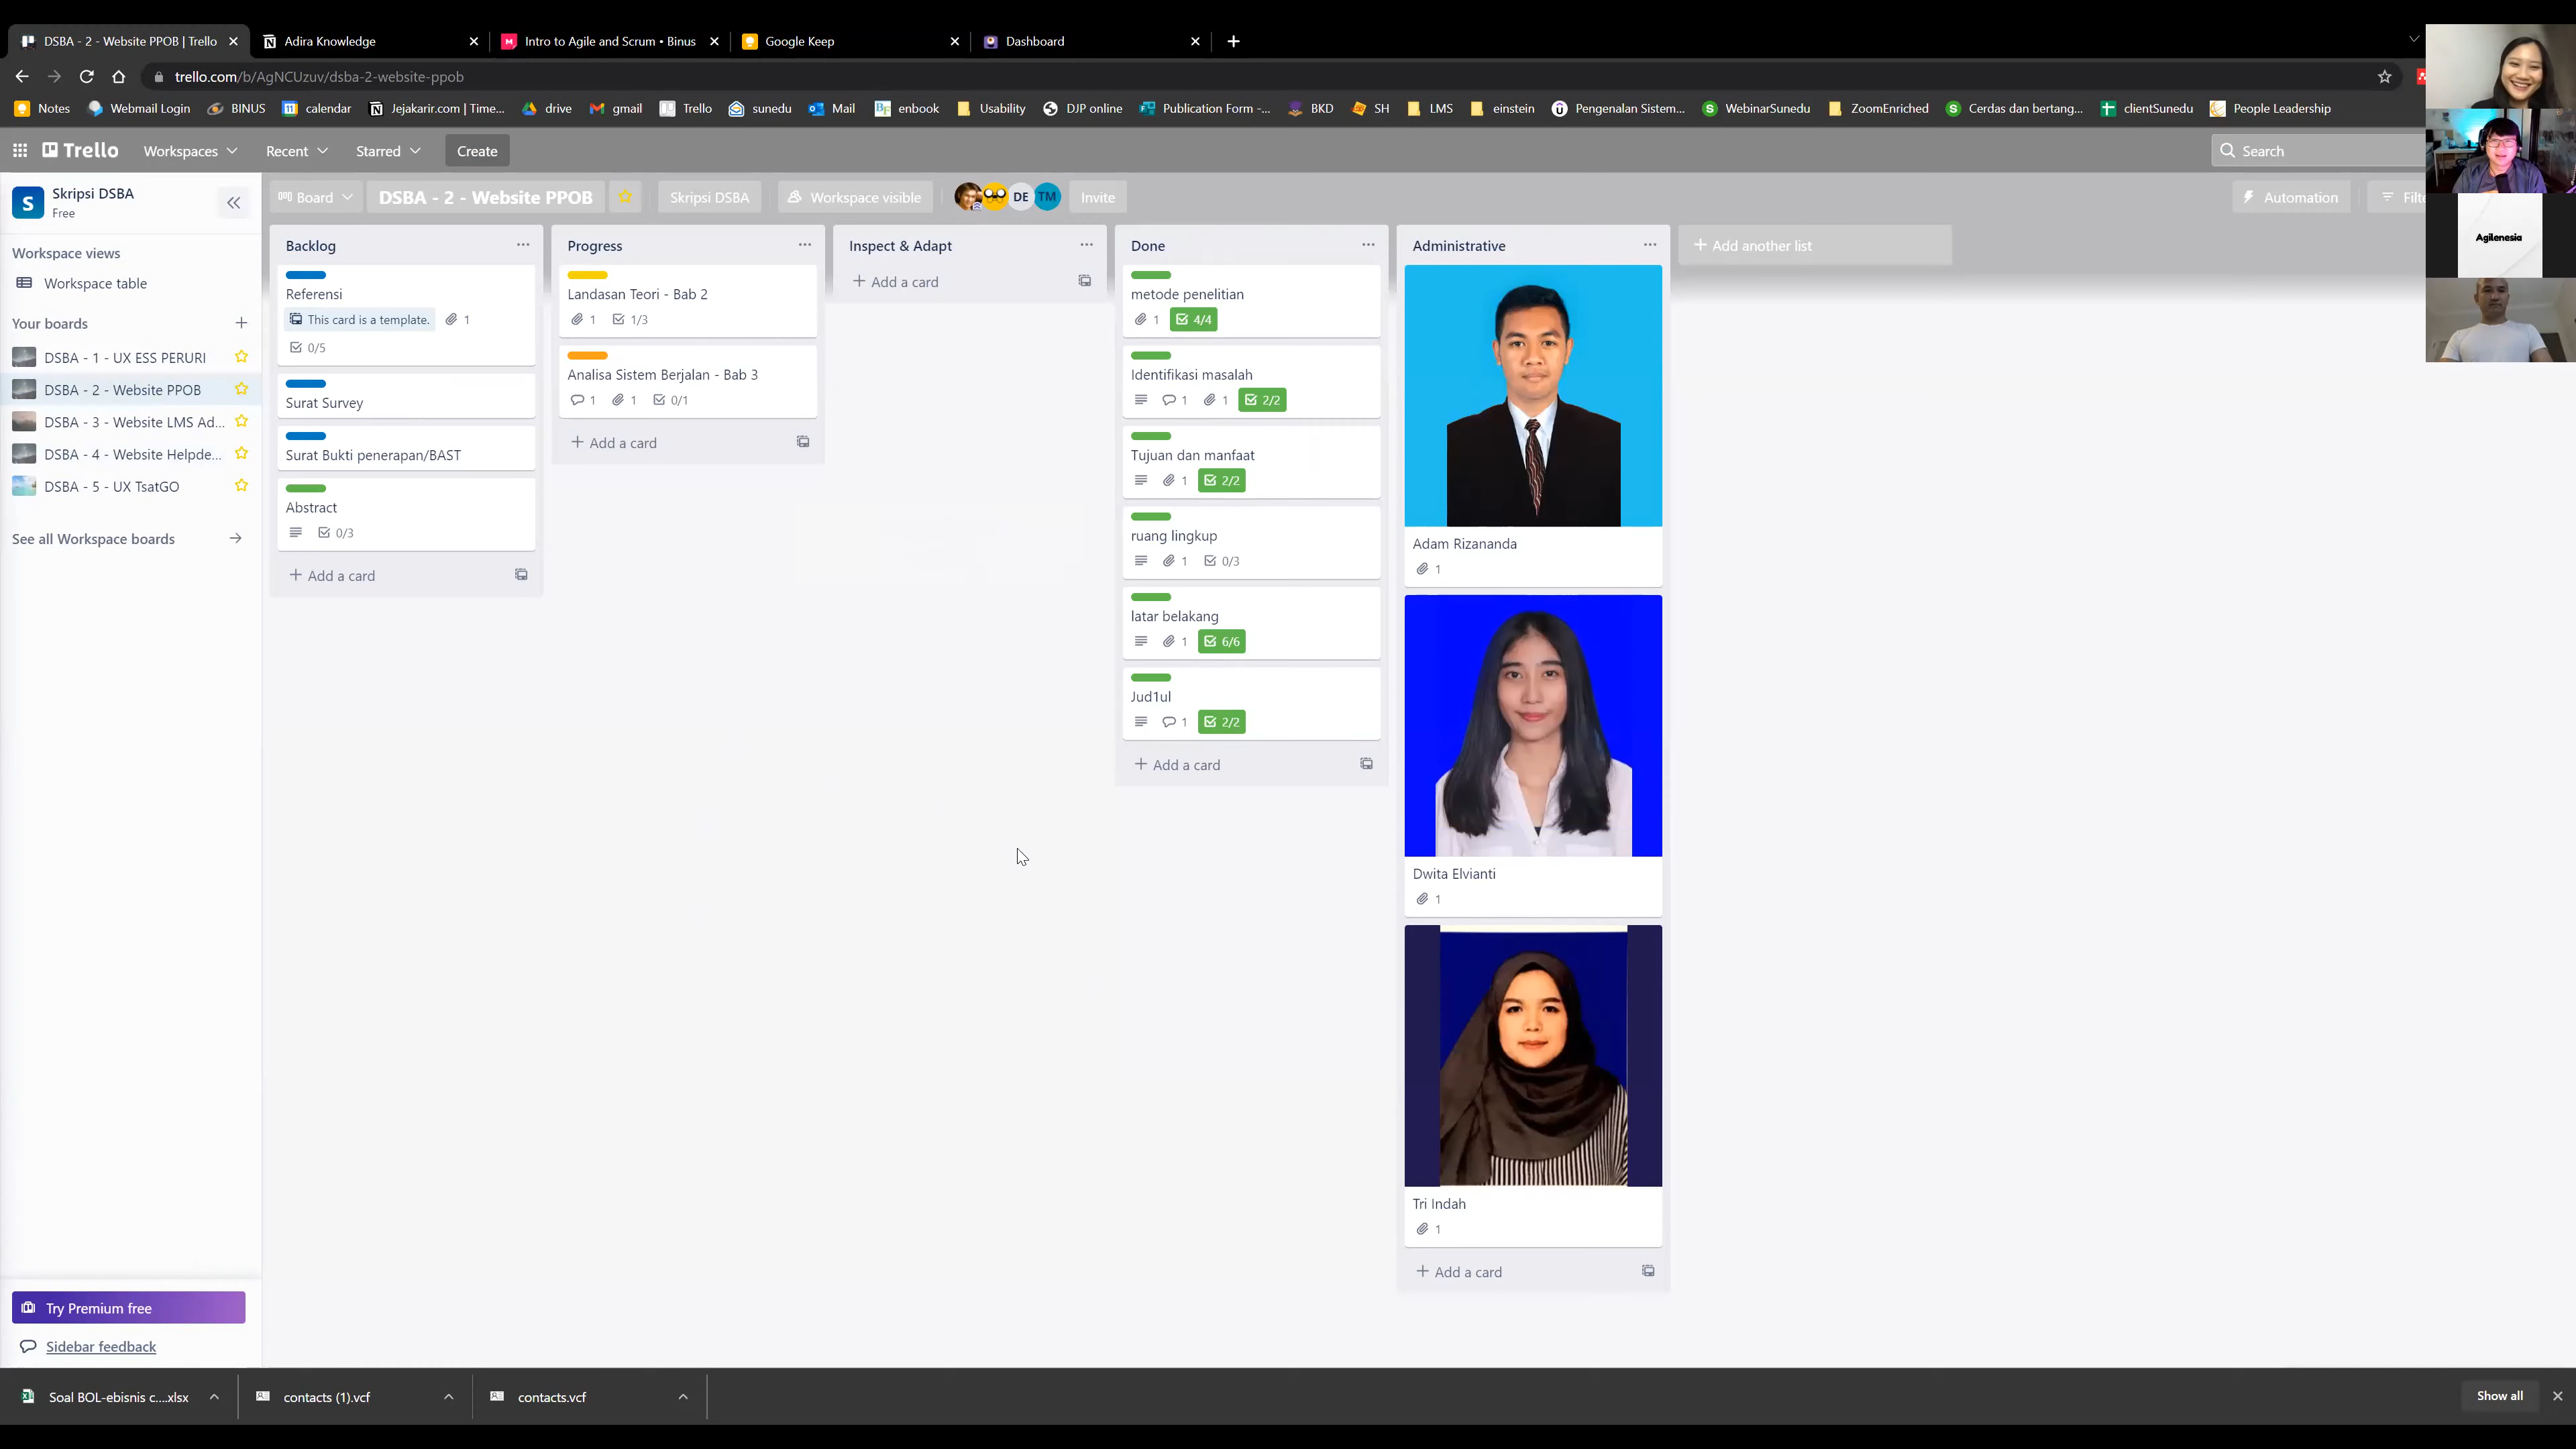 DSBA - 2 - Website PPOB | Trello
Adira Knowledge
Intro to Agile and Scrum • Binus
Google Keep
Dashboard
trello.com/b/AgNCUzuv/dsba-2-website-ppob
Notes
Webmail Login
BINUS
calendar
Jejakarir.com | Time...
drive
gmail
Trello
sunedu
Mail
enbook
Usability
DJP online
Publication Form -...
BKD
SH
LMS
einstein
Pengenalan Sistem...
WebinarSunedu
ZoomEnriched
Cerdas dan bertang...
clientSunedu
People Leadership
Trello
Workspaces
Recent
Starred
Create
Search
Agilenesia
S
Skripsi DSBA
Free
Board
DSBA - 2 - Website PPOB
Skripsi DSBA
Workspace visible
DE
TM
Invite
Automation
Filte
Workspace views
Workspace table
Your boards
DSBA - 1 - UX ESS PERURI
DSBA - 2 - Website PPOB
DSBA - 3 - Website LMS Ad...
DSBA - 4 - Website Helpde...
DSBA - 5 - UX TsatGO
See all Workspace boards
Try Premium free
Sidebar feedback
Backlog
Referensi
This card is a template.
1
0/5
Surat Survey
Surat Bukti penerapan/BAST
Abstract
0/3
+ Add a card
Progress
Landasan Teori - Bab 2
1 1/3
Analisa Sistem Berjalan - Bab 3
1 1 0/1
+ Add a card
Inspect & Adapt
+ Add a card
Done
metode penelitian
1 4/4
Identifikasi masalah
1 1 2/2
Tujuan dan manfaat
1 2/2
ruang lingkup
1 0/3
latar belakang
1 6/6
Jud1ul
1 2/2
+ Add a card
Administrative
Adam Rizananda
1
Dwita Elvianti
1
Tri Indah
1
+ Add a card
+ Add another list
Soal BOL-ebisnis c....xlsx
contacts (1).vcf
contacts.vcf
Show all